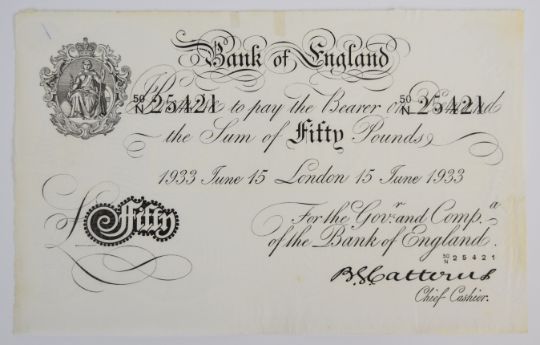 Bank of England
50/N 25421 50/N 25421
Promise to pay the Bearer on Demand
the Sum of Fifty Pounds
1933 June 15 London 15 June 1933
For the Govr. and Compa.
of the Bank of England.
£ Fifty
50/N 25421
B.G. Catterns
Chief Cashier.